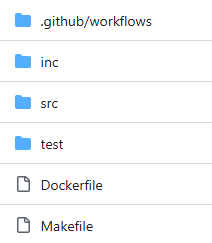 .github/workflows
inc
src
test
Dockerfile
Makefile